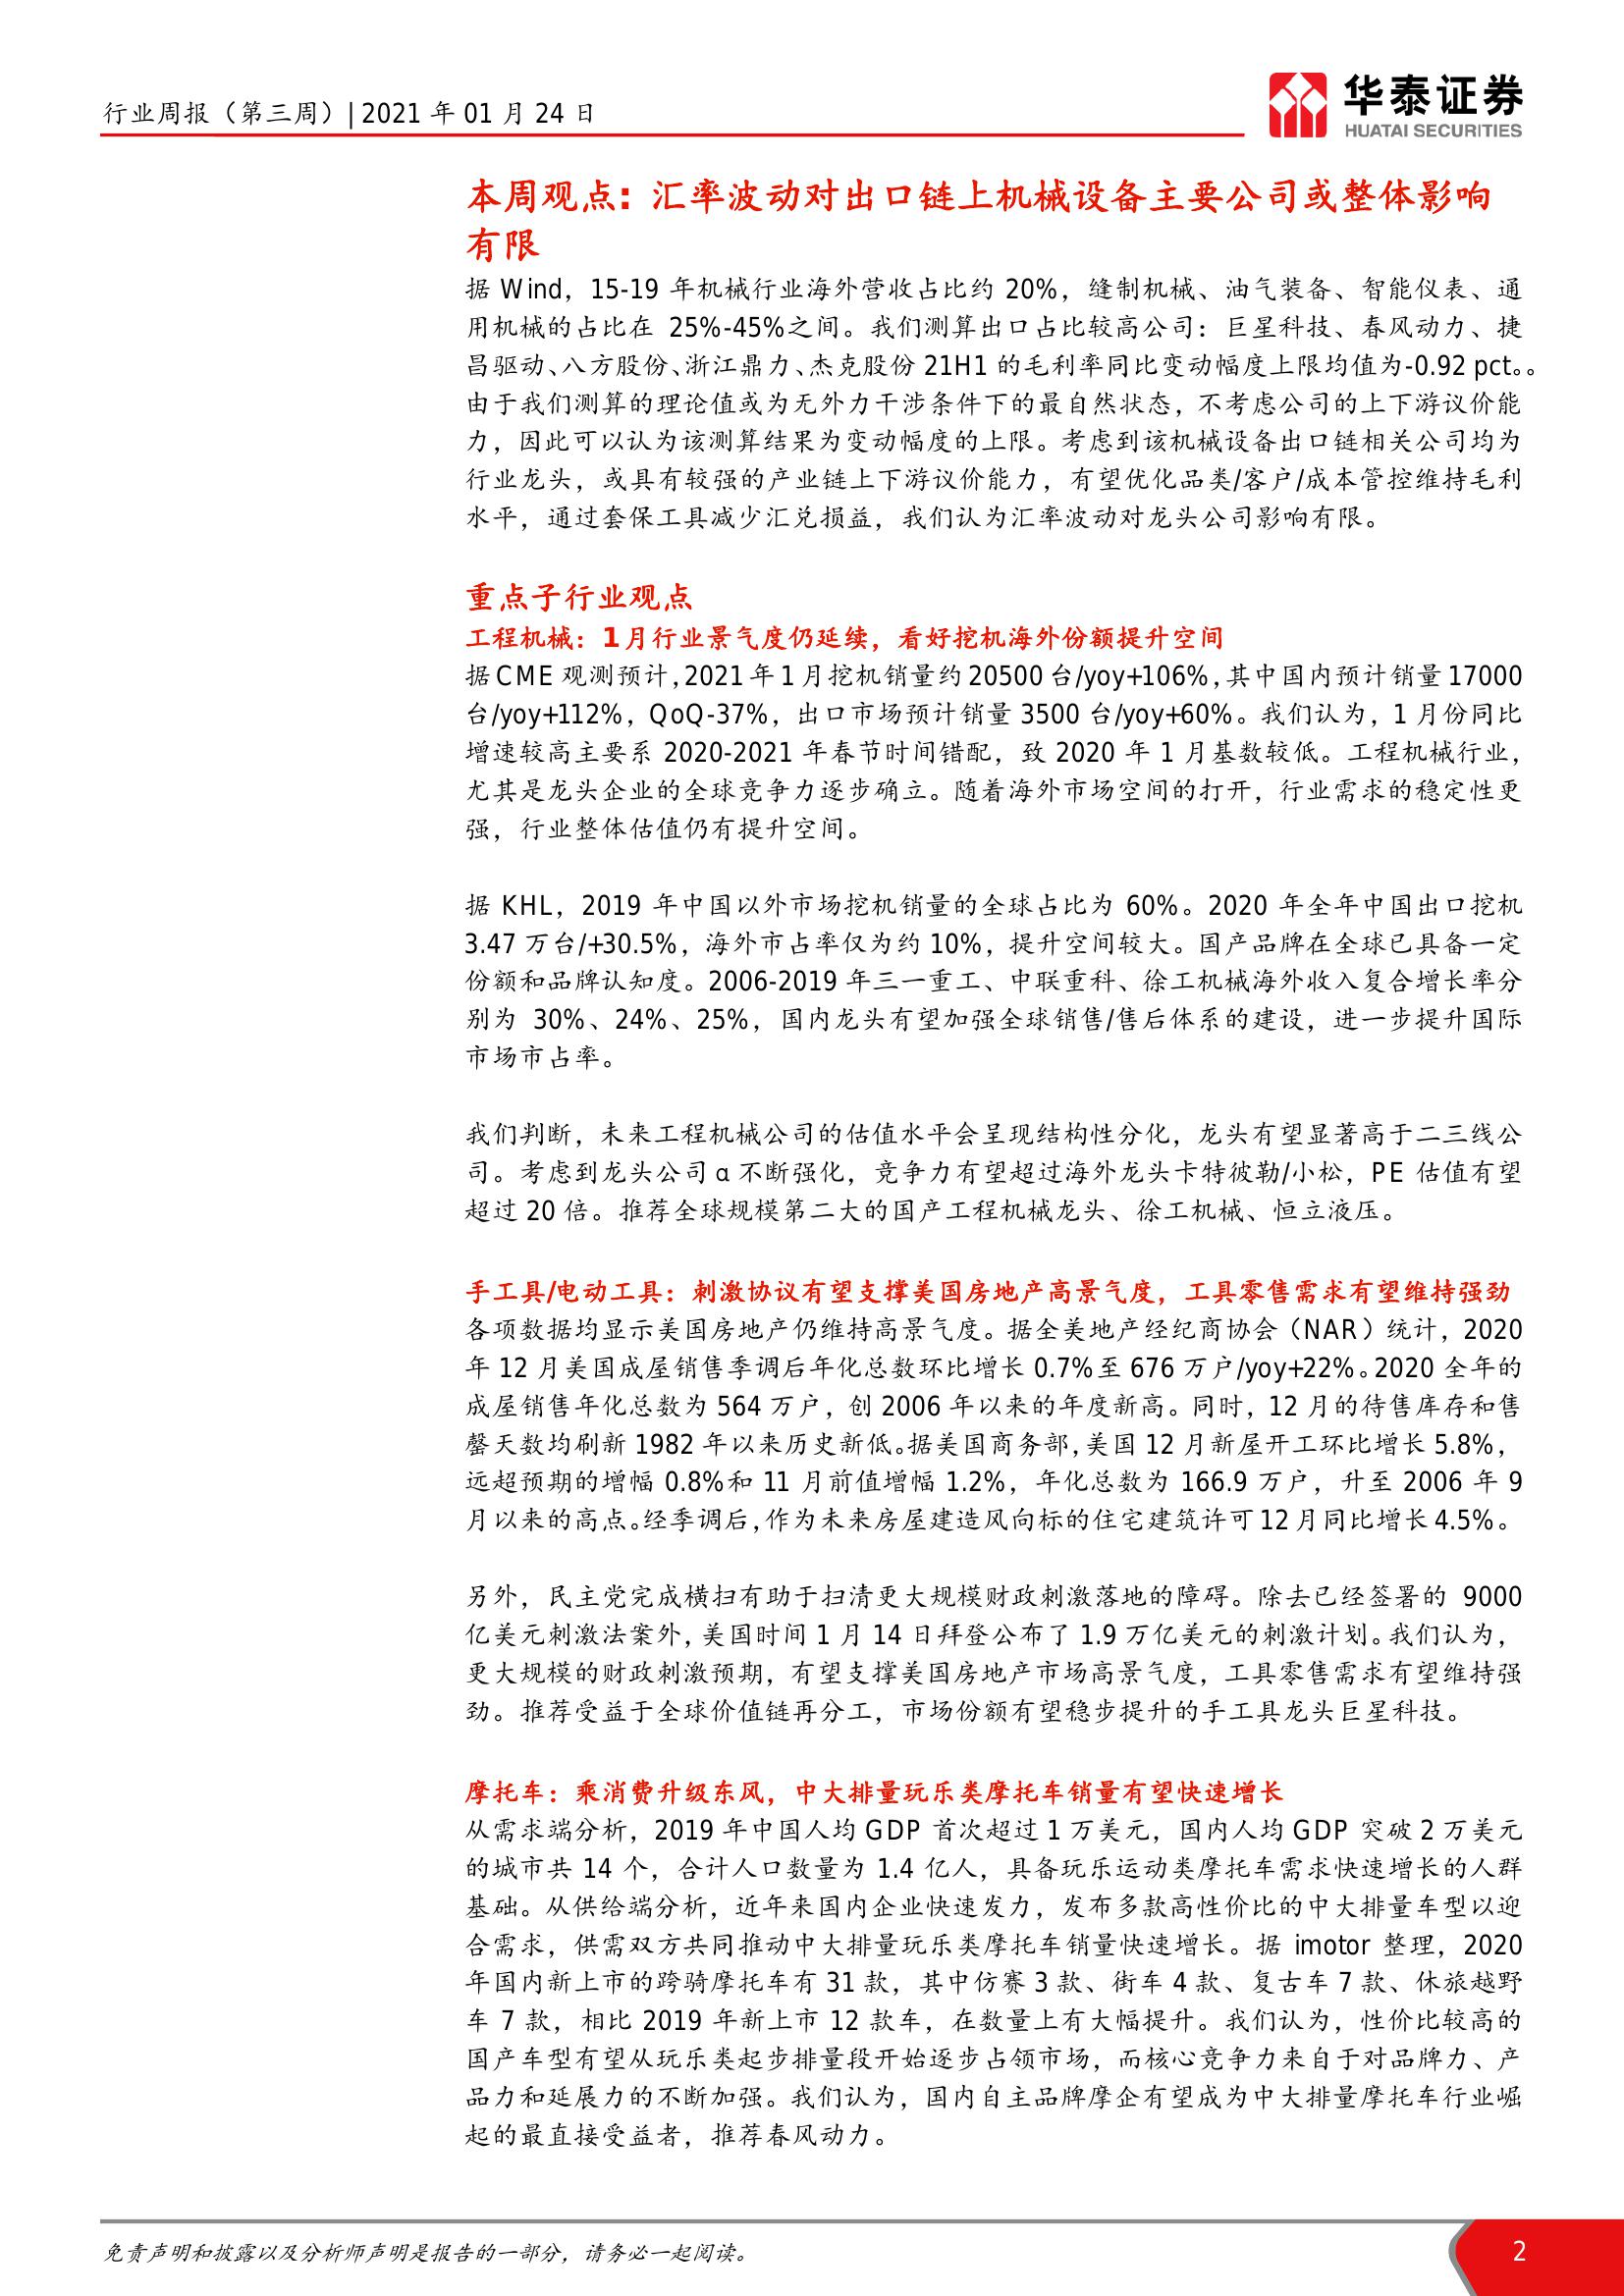 行业周报（第三周）| 2021 年 01 月 24 日
华泰证券
HUATAI SECURITIES
本周观点：汇率波动对出口链上机械设备主要公司或整体影响
有限
据 Wind，15-19 年机械行业海外营收占比约 20%，缝制机械、油气装备、智能仪表、通
用机械的占比在 25%-45%之间。我们测算出口占比较高公司：巨星科技、春风动力、捷
昌驱动、八方股份、浙江鼎力、杰克股份 21H1 的毛利率同比变动幅度上限均值为-0.92 pct。。
由于我们测算的理论值或为无外力干涉条件下的最自然状态，不考虑公司的上下游议价能
力，因此可以认为该测算结果为变动幅度的上限。考虑到该机械设备出口链相关公司均为
行业龙头，或具有较强的产业链上下游议价能力，有望优化品类/客户/成本管控维持毛利
水平，通过套保工具减少汇兑损益，我们认为汇率波动对龙头公司影响有限。
重点子行业观点
工程机械：1 月行业景气度仍延续，看好挖机海外份额提升空间
据 CME 观测预计，2021 年 1 月挖机销量约 20500 台/yoy+106%，其中国内预计销量 17000
台/yoy+112%，QoQ-37%，出口市场预计销量 3500 台/yoy+60%。我们认为，1 月份同比
增速较高主要系 2020-2021 年春节时间错配，致 2020 年 1 月基数较低。工程机械行业，
尤其是龙头企业的全球竞争力逐步确立。随着海外市场空间的打开，行业需求的稳定性更
强，行业整体估值仍有提升空间。
据 KHL，2019 年中国以外市场挖机销量的全球占比为 60%。2020 年全年中国出口挖机
3.47 万台/+30.5%，海外市占率仅为约 10%，提升空间较大。国产品牌在全球已具备一定
份额和品牌认知度。2006-2019 年三一重工、中联重科、徐工机械海外收入复合增长率分
别为 30%、24%、25%，国内龙头有望加强全球销售/售后体系的建设，进一步提升国际
市场市占率。
我们判断，未来工程机械公司的估值水平会呈现结构性分化，龙头有望显著高于二三线公
司。考虑到龙头公司 α 不断强化，竞争力有望超过海外龙头卡特彼勒/小松，PE 估值有望
超过 20 倍。推荐全球规模第二大的国产工程机械龙头、徐工机械、恒立液压。
手工具/电动工具：刺激协议有望支撑美国房地产高景气度，工具零售需求有望维持强劲
各项数据均显示美国房地产仍维持高景气度。据全美地产经纪商协会（NAR）统计，2020
年 12 月美国成屋销售季调后年化总数环比增长 0.7%至 676 万户/yoy+22%。2020 全年的
成屋销售年化总数为 564 万户，创 2006 年以来的年度新高。同时，12 月的待售库存和售
罄天数均刷新 1982 年以来历史新低。据美国商务部，美国 12 月新屋开工环比增长 5.8%，
远超预期的增幅 0.8%和 11 月前值增幅 1.2%，年化总数为 166.9 万户，升至 2006 年 9
月以来的高点。经季调后，作为未来房屋建造风向标的住宅建筑许可 12 月同比增长 4.5%。
另外，民主党完成横扫有助于扫清更大规模财政刺激落地的障碍。除去已经签署的 9000
亿美元刺激法案外，美国时间 1 月 14 日拜登公布了 1.9 万亿美元的刺激计划。我们认为，
更大规模的财政刺激预期，有望支撑美国房地产市场高景气度，工具零售需求有望维持强
劲。推荐受益于全球价值链再分工，市场份额有望稳步提升的手工具龙头巨星科技。
摩托车：乘消费升级东风，中大排量玩乐类摩托车销量有望快速增长
从需求端分析，2019 年中国人均 GDP 首次超过 1 万美元，国内人均 GDP 突破 2 万美元
的城市共 14 个，合计人口数量为 1.4 亿人，具备玩乐运动类摩托车需求快速增长的人群
基础。从供给端分析，近年来国内企业快速发力，发布多款高性价比的中大排量车型以迎
合需求，供需双方共同推动中大排量玩乐类摩托车销量快速增长。据 imotor 整理，2020
年国内新上市的跨骑摩托车有 31 款，其中仿赛 3 款、街车 4 款、复古车 7 款、休旅越野
车 7 款，相比 2019 年新上市 12 款车，在数量上有大幅提升。我们认为，性价比较高的
国产车型有望从玩乐类起步排量段开始逐步占领市场，而核心竞争力来自于对品牌力、产
品力和延展力的不断加强。我们认为，国内自主品牌摩企有望成为中大排量摩托车行业崛
起的最直接受益者，推荐春风动力。
免责声明和披露以及分析师声明是报告的一部分，请务必一起阅读。
2